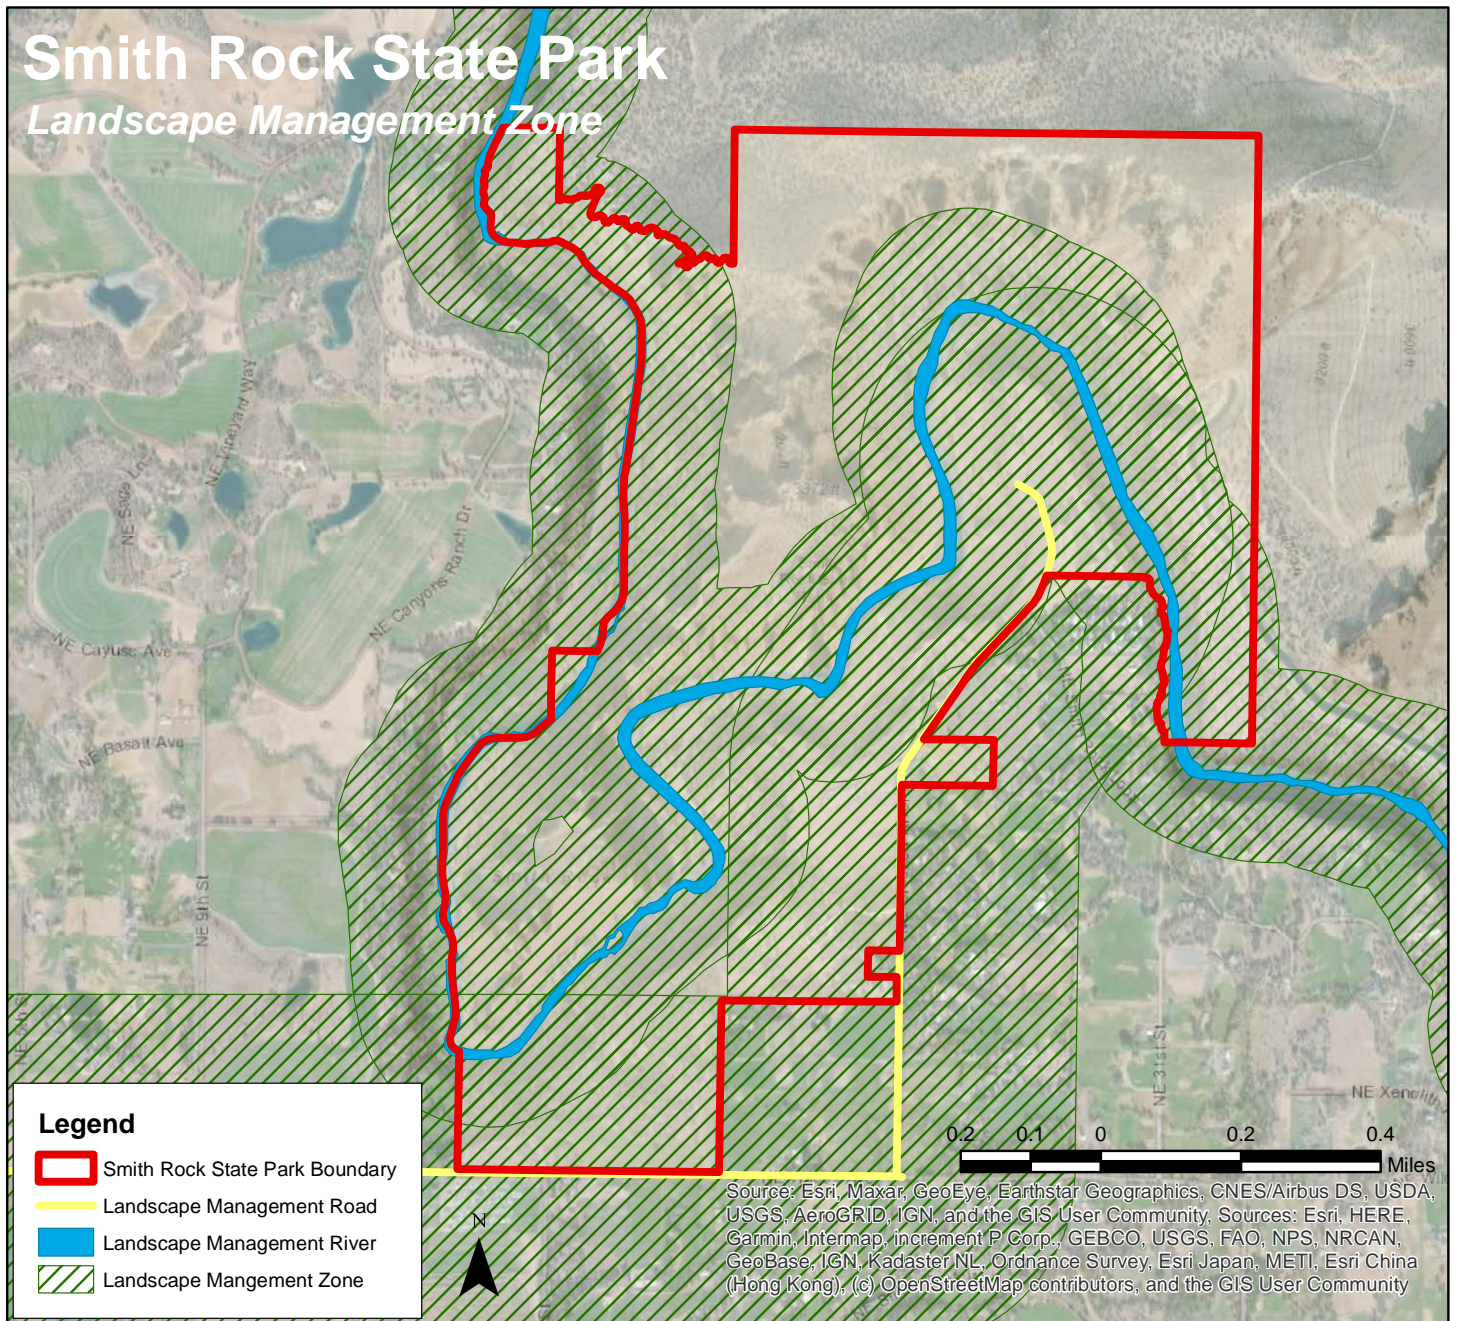 Smith Rock State Park
Landscape Management Zone
NE Vineyard Way
NE Canyons Ranch Dr
NE Cayuse Ave
NE Basalt Ave
NE 9th St
3200 ft
3600 ft
NE 31st St
NE Xenolith
Legend
Smith Rock State Park Boundary
Landscape Management Road
Landscape Management River
Landscape Mangement Zone
N
0.2 0.1 0 0.2 0.4
Miles
Source: Esri, Maxar, GeoEye, Earthstar Geographics, CNES/Airbus DS, USDA,
USGS, AeroGRID, IGN, and the GIS User Community, Sources: Esri, HERE,
Garmin, Intermap, increment P Corp., GEBCO, USGS, FAO, NPS, NRCAN,
GeoBase, IGN, Kadaster NL, Ordnance Survey, Esri Japan, METI, Esri China
(Hong Kong), (c) OpenStreetMap contributors, and the GIS User Community